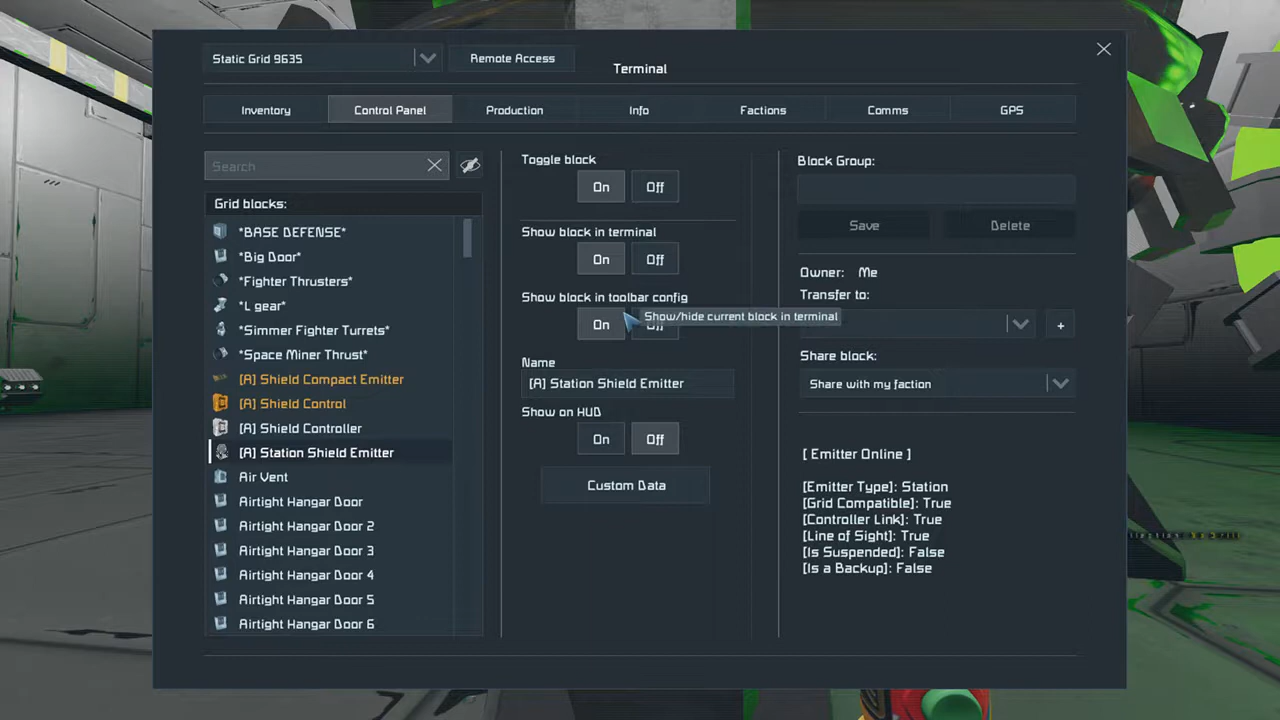 Static Grid 9635
Remote Access
Terminal
Inventory
Control Panel
Production
Info
Factions
Comms
GPS
Search
Grid blocks:
*BASE DEFENSE*
*Big Door*
*Fighter Thrusters*
*L gear*
*Simmer Fighter Turrets*
*Space Miner Thrust*
[A] Shield Compact Emitter
[A] Shield Control
[A] Shield Controller
[A] Station Shield Emitter
Air Vent
Airtight Hangar Door
Airtight Hangar Door 2
Airtight Hangar Door 3
Airtight Hangar Door 4
Airtight Hangar Door 5
Airtight Hangar Door 6
Toggle block
On Off
Show block in terminal
On Off
Show block in toolbar config
On Off
Show/hide current block in terminal
Name
[A] Station Shield Emitter
Show on HUD
On Off
Custom Data
Block Group:
Save Delete
Owner: Me
Transfer to:
+
Share block:
Share with my faction
[ Emitter Online ]
[Emitter Type]: Station
[Grid Compatible]: True
[Controller Link]: True
[Line of Sight]: True
[Is Suspended]: False
[Is a Backup]: False